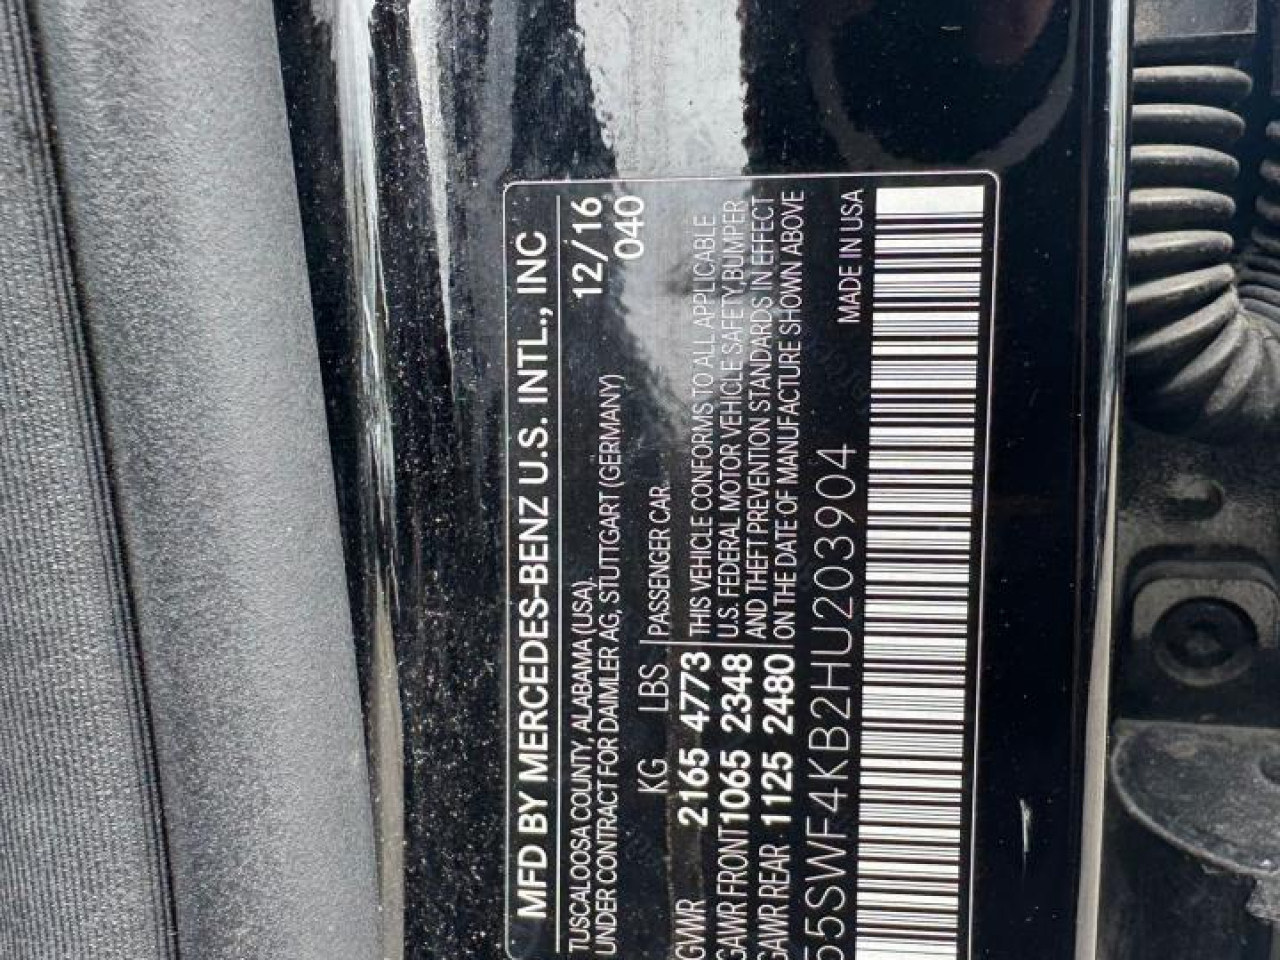 MFD BY MERCEDES-BENZ U.S. INTL., INC
TUSCALOOSA COUNTY, ALABAMA (USA). 12/16
UNDER CONTRACT FOR DAIMLER AG, STUTTGART (GERMANY) 040
KG LBS PASSENGER CAR.
GVWR 2165 4773
GAWR FRONT 1065 2348
GAWR REAR 1125 2480
THIS VEHICLE CONFORMS TO ALL APPLICABLE
U.S. FEDERAL MOTOR VEHICLE SAFETY, BUMPER
AND THEFT PREVENTION STANDARDS IN EFFECT
ON THE DATE OF MANUFACTURE SHOWN ABOVE
55SWF4KB2HU203904 MADE IN USA